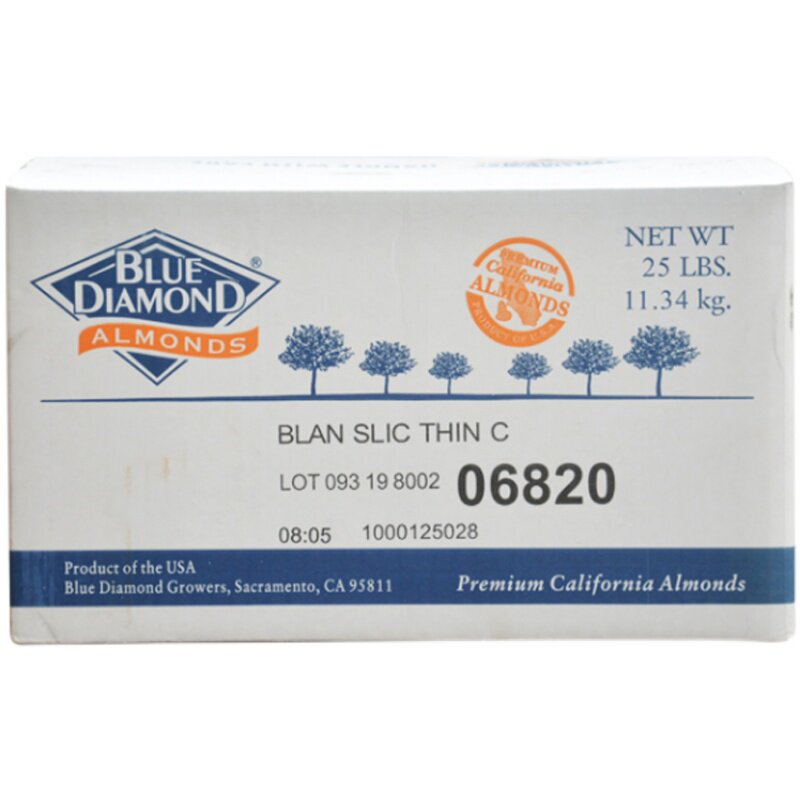 BLUE
DIAMOND®
ALMONDS
PREMIUM
California
ALMONDS
PRODUCT OF U.S.A.
NET WT
25 LBS.
11.34 kg.
BLAN SLIC THIN C
LOT 093 19 8002 06820
08:05 1000125028
Product of the USA
Blue Diamond Growers, Sacramento, CA 95811
Premium California Almonds